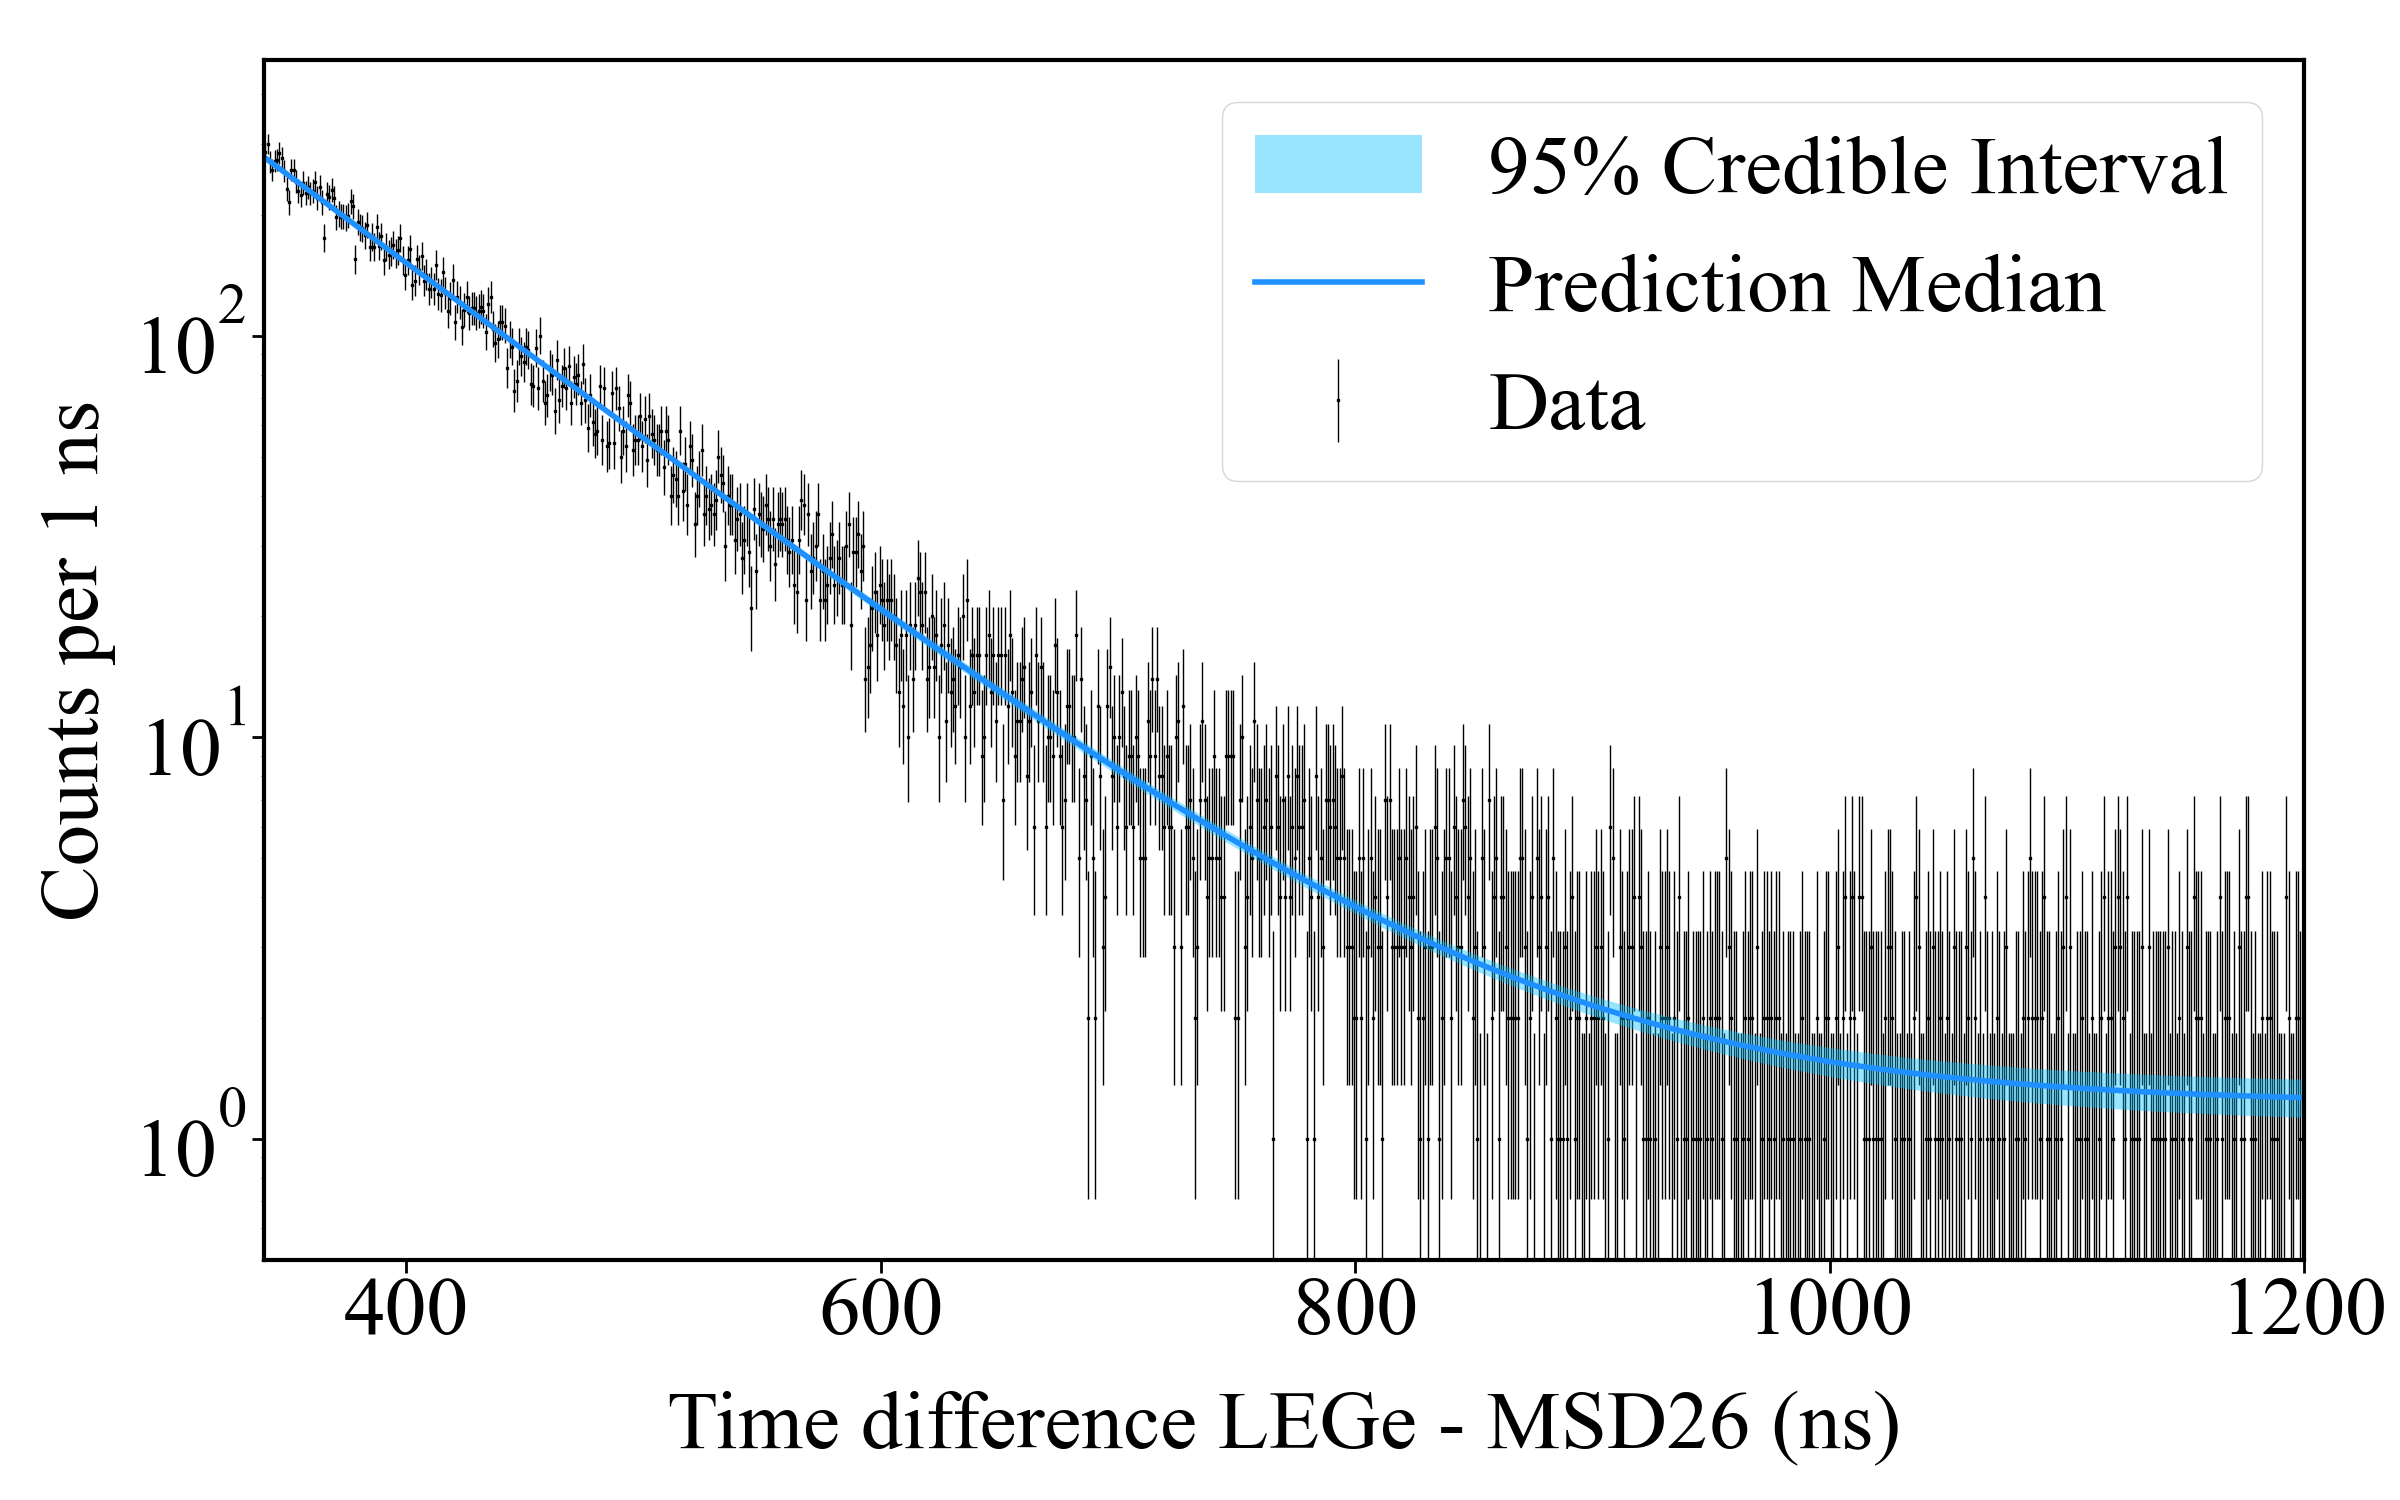 95% Credible Interval
Prediction Median
Data
Counts per 1 ns
10^2
10^1
10^0
400 600 800 1000 1200
Time difference LEGe - MSD26 (ns)